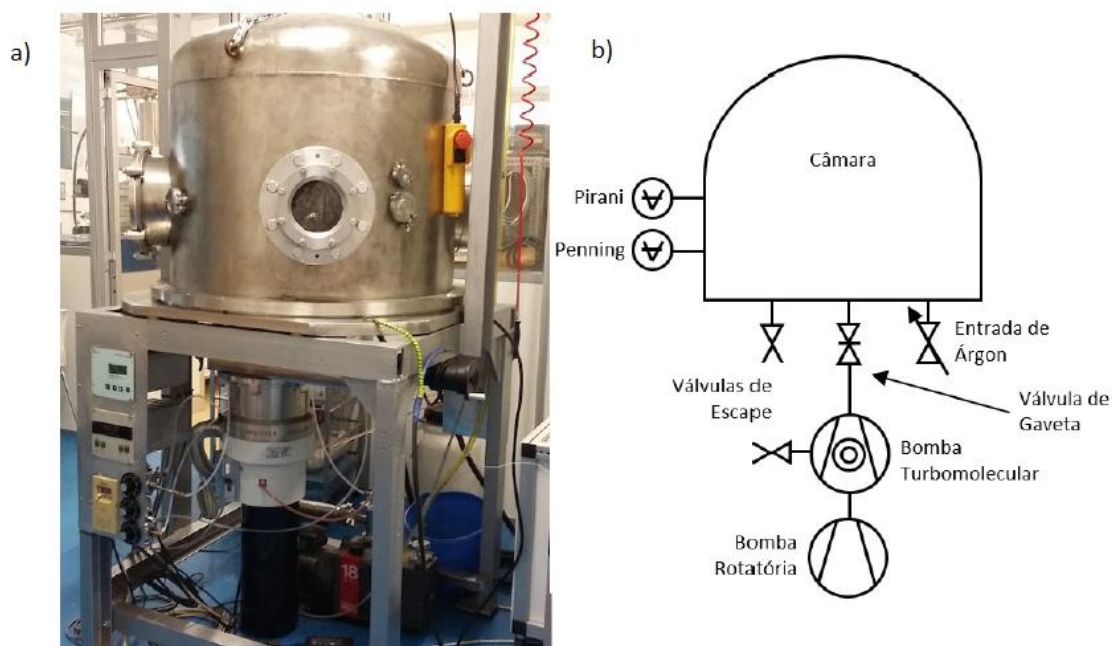 a)
18
b)
Câmara
Pirani
Penning
Entrada de
Árgon
Válvulas de
Escape
Válvula de
Gaveta
Bomba
Turbomolecular
Bomba
Rotatória